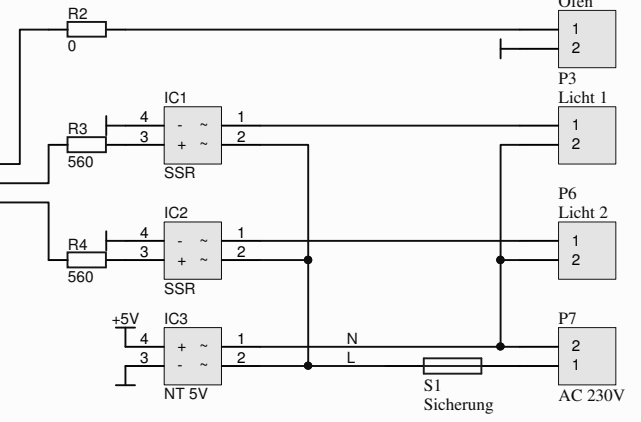 Ofen
R2
0
1
2
P3
Licht 1
IC1
R3
560
4
3
-
+
~
~
1
2
SSR
1
2
P6
Licht 2
IC2
R4
560
4
3
-
+
~
~
1
2
SSR
1
2
+5V
IC3
4
3
+
-
~
~
1
2
NT 5V
N
L
S1
Sicherung
P7
2
1
AC 230V